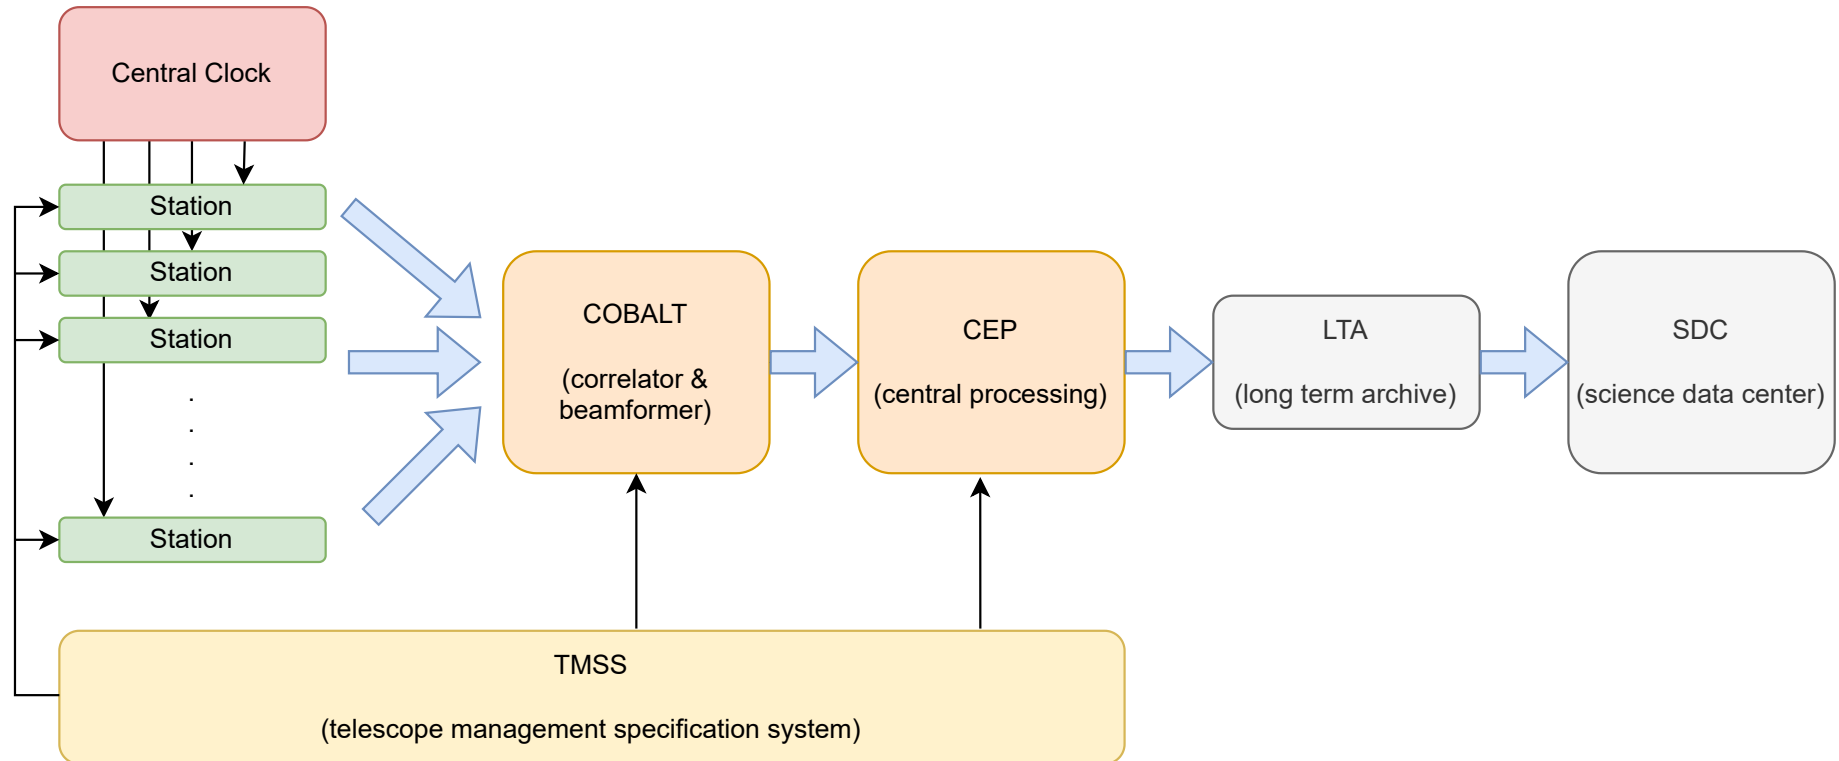 Central Clock
Station
Station
Station
.
.
.
.
Station
COBALT
(correlator &
beamformer)
CEP
(central processing)
LTA
(long term archive)
SDC
(science data center)
TMSS
(telescope management specification system)